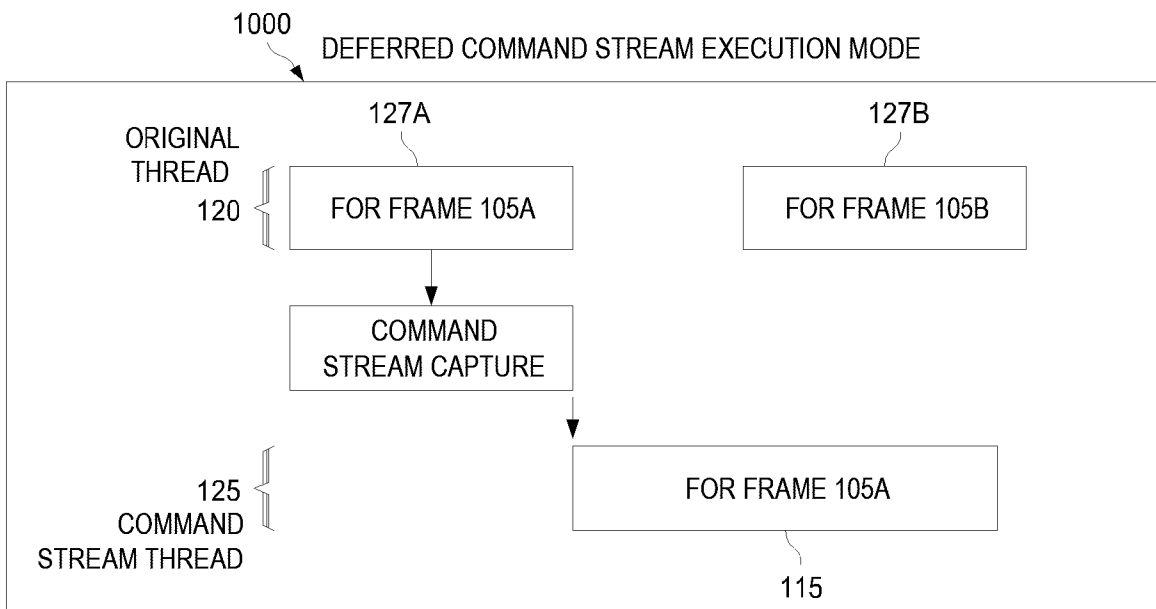 1000
DEFERRED COMMAND STREAM EXECUTION MODE
127A
127B
ORIGINAL
THREAD
120
FOR FRAME 105A
FOR FRAME 105B
COMMAND
STREAM CAPTURE
125
COMMAND
STREAM THREAD
FOR FRAME 105A
115